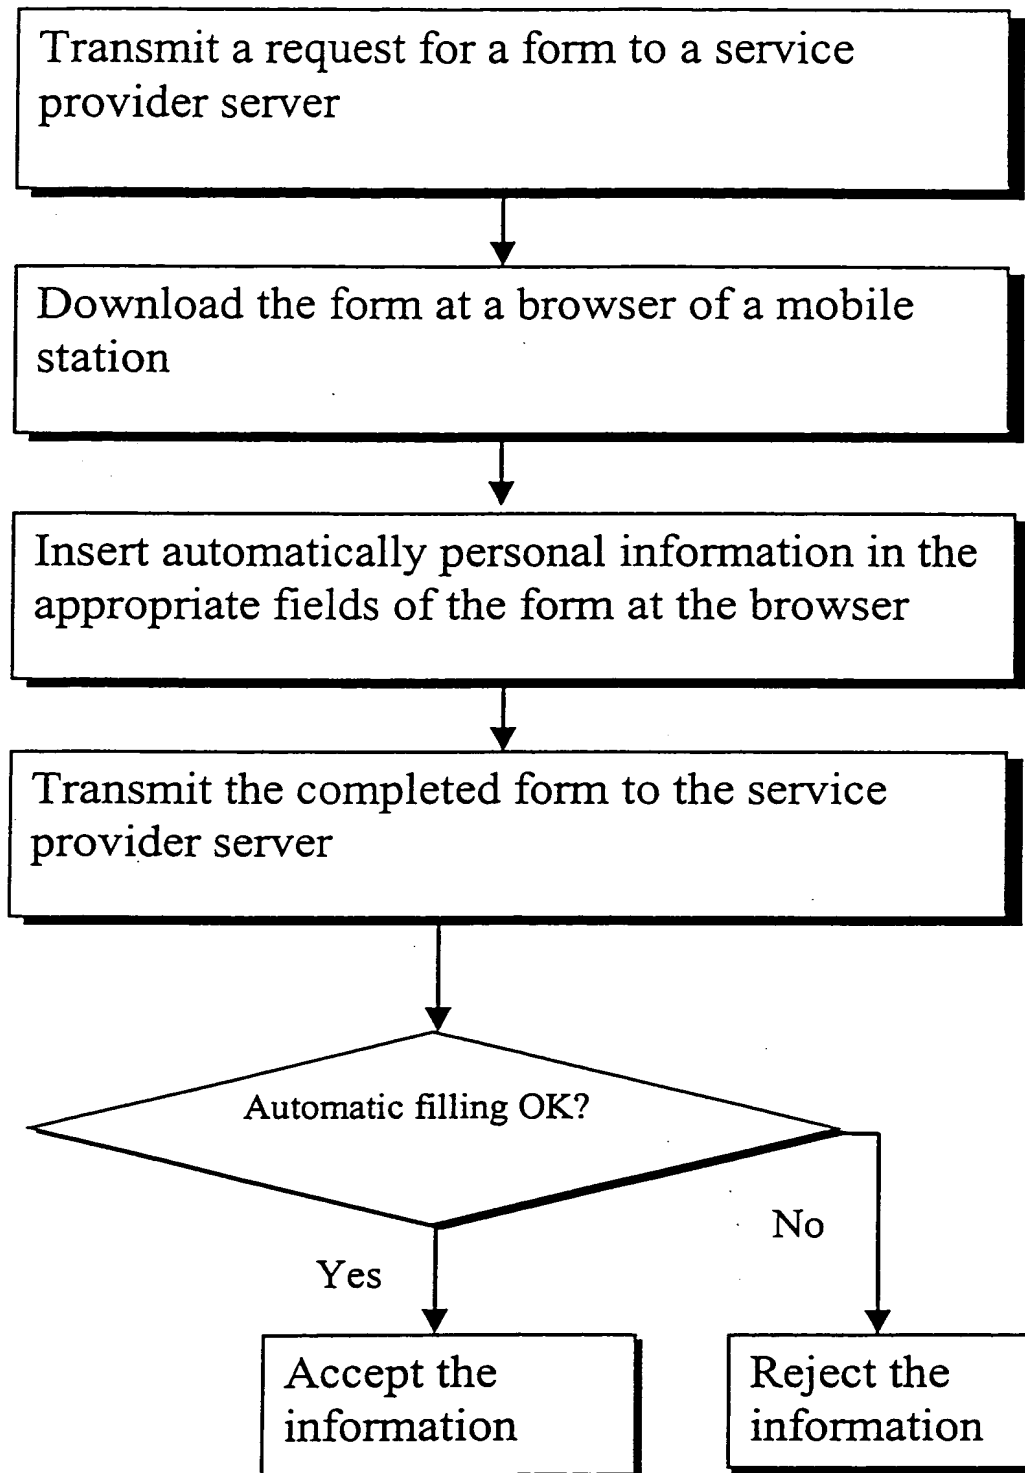 Transmit a request for a form to a service
provider server
Download the form at a browser of a mobile
station
Insert automatically personal information in the
appropriate fields of the form at the browser
Transmit the completed form to the service
provider server
Automatic filling OK?
No
Yes
Accept the
information
Reject the
information